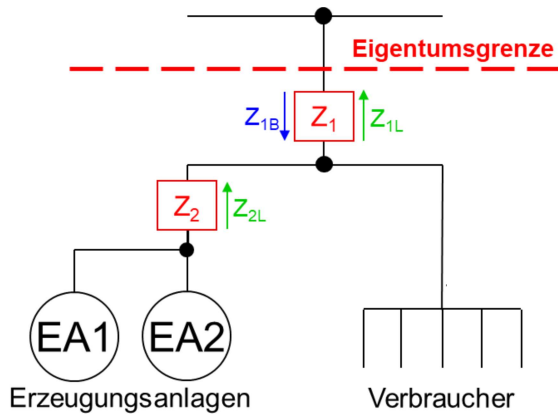 Eigentumsgrenze
Z1B
Z1
Z1L
Z2
Z2L
EA1
EA2
Erzeugungsanlagen
Verbraucher